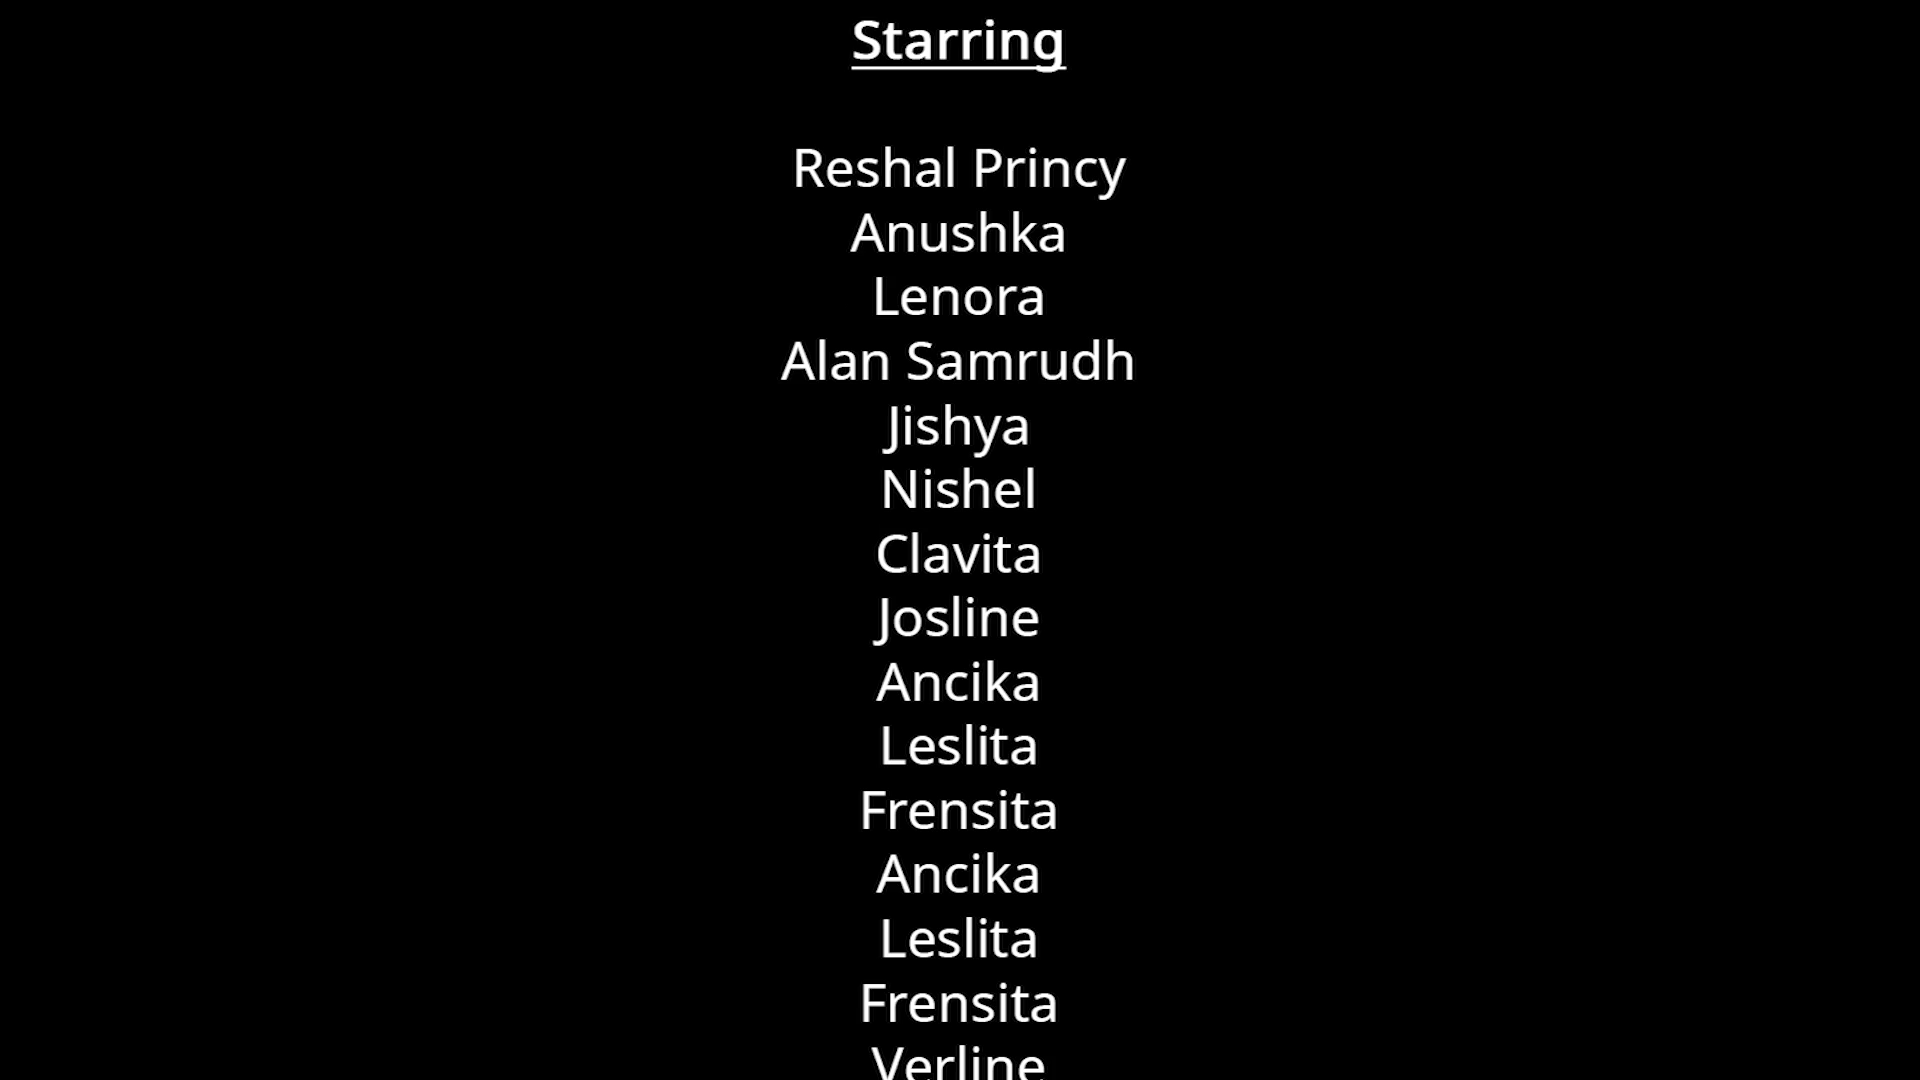 Starring
Reshal Princy
Anushka
Lenora
Alan Samrudh
Jishya
Nishel
Clavita
Josline
Ancika
Leslita
Frensita
Ancika
Leslita
Frensita
Verline